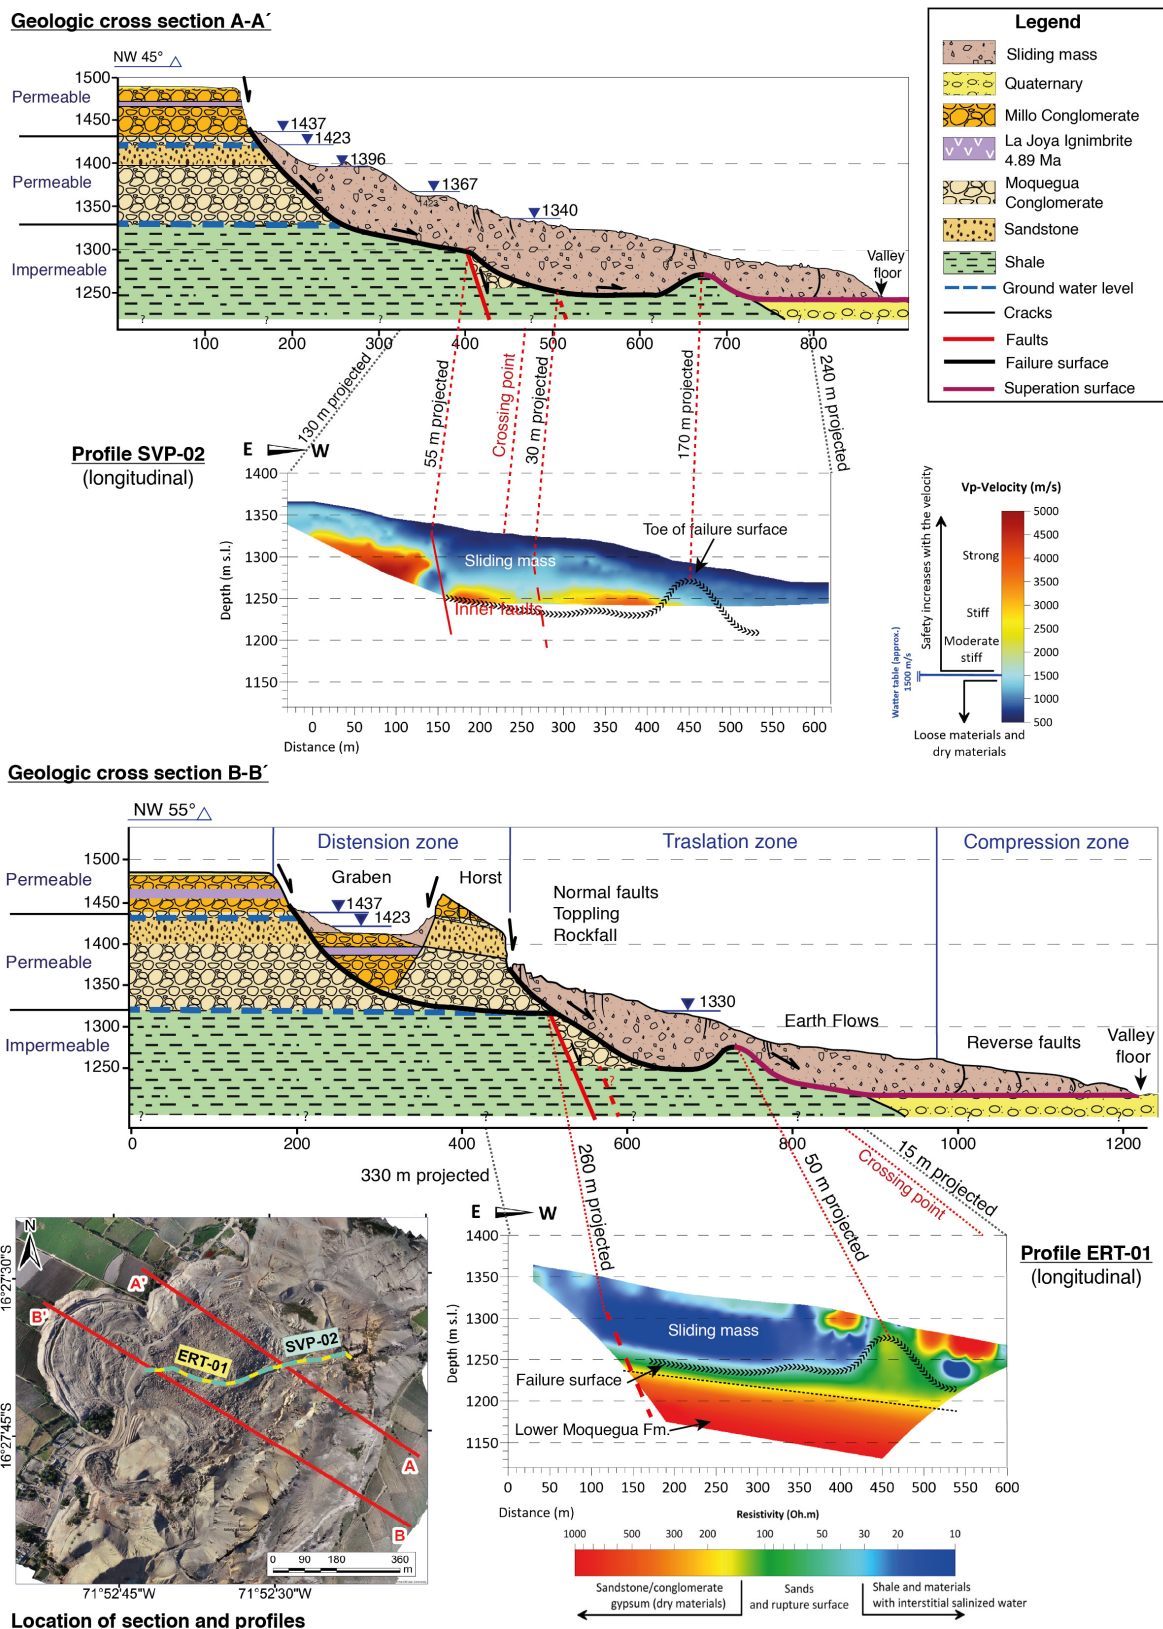 Geologic cross section A-A´
NW 45°
Permeable
Permeable
Impermeable
1500
1450
1400
1350
1300
1250
1437
1423
1396
1367
1423
1340
Valley
floor
? ? ? ? ? ? ?
100 200 300 400 500 600 700 800
Legend
Sliding mass
Quaternary
Millo Conglomerate
La Joya Ignimbrite
4.89 Ma
Moquegua
Conglomerate
Sandstone
Shale
Ground water level
Cracks
Faults
Failure surface
Superation surface
130 m projected
55 m projected
Crossing point
30 m projected
170 m projected
240 m projected
Profile SVP-02
(longitudinal)
E W
1400
1350
1300
1250
1200
1150
Depth (m s.l.)
Sliding mass
Inner faults
Toe of failure surface
0 50 100 150 200 250 300 350 400 450 500 550 600
Distance (m)
Vp-Velocity (m/s)
Safety increases with the velocity
Strong
Stiff
Moderate
stiff
5000
4500
4000
3500
3000
2500
2000
1500
1000
500
Watter table (approx.)
1500 m/s
Loose materials and
dry materials
Geologic cross section B-B´
NW 55°
Distension zone
Traslation zone
Compression zone
Permeable
Permeable
Impermeable
1500
1450
1400
1350
1300
1250
Graben
Horst
1437
1423
Normal faults
Toppling
Rockfall
1330
Earth Flows
Reverse faults
Valley
floor
?
? ? ? ? ? ?
0 200 400 600 800 1000 1200
330 m projected
260 m projected
50 m projected
Crossing point
15 m projected
E W
Profile ERT-01
(longitudinal)
1400
1350
1300
1250
1200
1150
Depth (m s.l.)
Sliding mass
Failure surface
Lower Moquegua Fm.
0 50 100 150 200 250 300 350 400 450 500 550 600
Distance (m)
Resistivity (Ohm.m)
1000 500 300 200 100 50 30 20 10
Sandstone/conglomerate
gypsum (dry materials)
Sands
and rupture surface
Shale and materials
with interstitial salinized water
N
16°27'30"S
16°27'45"S
A'
B'
ERT-01
SVP-02
A
B
0 90 180 360
m
71°52'45"W 71°52'30"W
Location of section and profiles